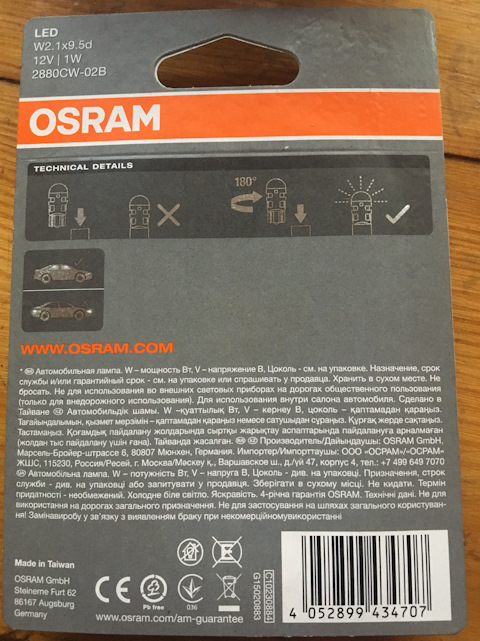 LED
W2.1x9.5d
12V | 1W
2880CW-02B
OSRAM
TECHNICAL DETAILS
180°
WWW.OSRAM.COM
* Автомобильная лампа. W – мощность Вт, V – напряжение В, Цоколь - см. на упаковке. Назначение, срок
службы и/или гарантийный срок - см. на упаковке или спрашивать у продавца. Хранить в сухом месте. Не
бросать. Не для использования во внешних световых приборах на дорогах общественного пользования
(только для внедорожного использования). Для использования внутри салона автомобиля. Сделано в
Тайване Автомобильдік шамы. W –қуаттылық Вт, V – кернеу В, цоколь – қаптамадан қараңыз.
Тағайындалымын, қызмет мерзімін – қаптамадан қараңыз немесе сатушыдан сұраңыз. Құрғақ жерде сақтаңыз.
Тастамаңыз. Қоғамдық пайдалану жолдарында сыртқы жарықтау аспаптарында пайдалануға арналмаған
(жолдан тыс пайдалану үшін ғана). Тайванда жасалған. Производитель/Дайындаушы: OSRAM GmbH,
Марсель-Бройер-штрассе 6, 80807 Мюнхен, Германия. Импортер/Импорттаушы: ООО «ОСРАМ»/«ОСРАМ»
ЖШС, 115230, Россия/Ресей, г. Москва/Мәскеу қ., Варшавское ш., д./үй 47, корпус 4, тел.: +7 499 649 7070
Автомобільна лампа. W – потужність Вт, V – напруга В, Цоколь - див. на упаковці. Призначення, строк
служби - див. на упаковці або запитувати у продавця. Зберігати в сухому місці. Не кидати. Термін
придатності - необмежений. Холодне біле світло. Яскравість. 4-річна гарантія OSRAM. Технічні дані. Не для
використання на дорогах загального призначення. Не для застосування на шляхах загального користуван-
ня! Замінавиробу у зв'язку з виявленням браку при некомерційномувикористанні
Made in Taiwan
OSRAM GmbH
Steinerne Furt 62
86167 Augsburg
Germany
CE
Pb free
036
EAC
www.osram.com/am-guarantee
C10230884
G15020883
4 052899 434707